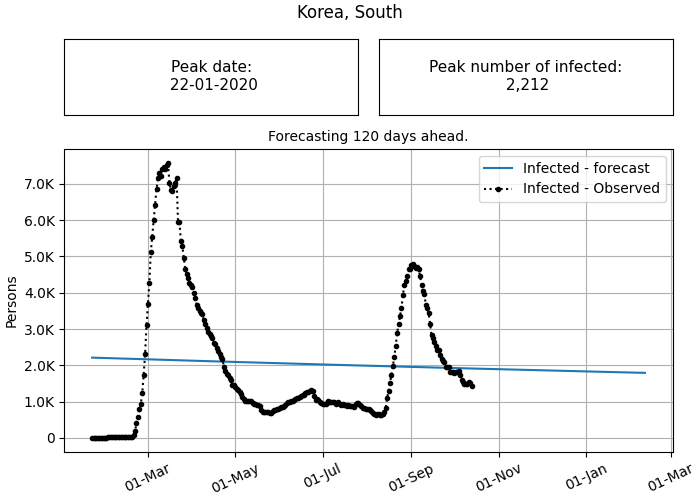 Korea, South
Peak date:
22-01-2020
Peak number of infected:
2,212
Forecasting 120 days ahead.
Infected - forecast
Infected - Observed
Persons
7.0K
6.0K
5.0K
4.0K
3.0K
2.0K
1.0K
0
01-Mar
01-May
01-Jul
01-Sep
01-Nov
01-Jan
01-Mar